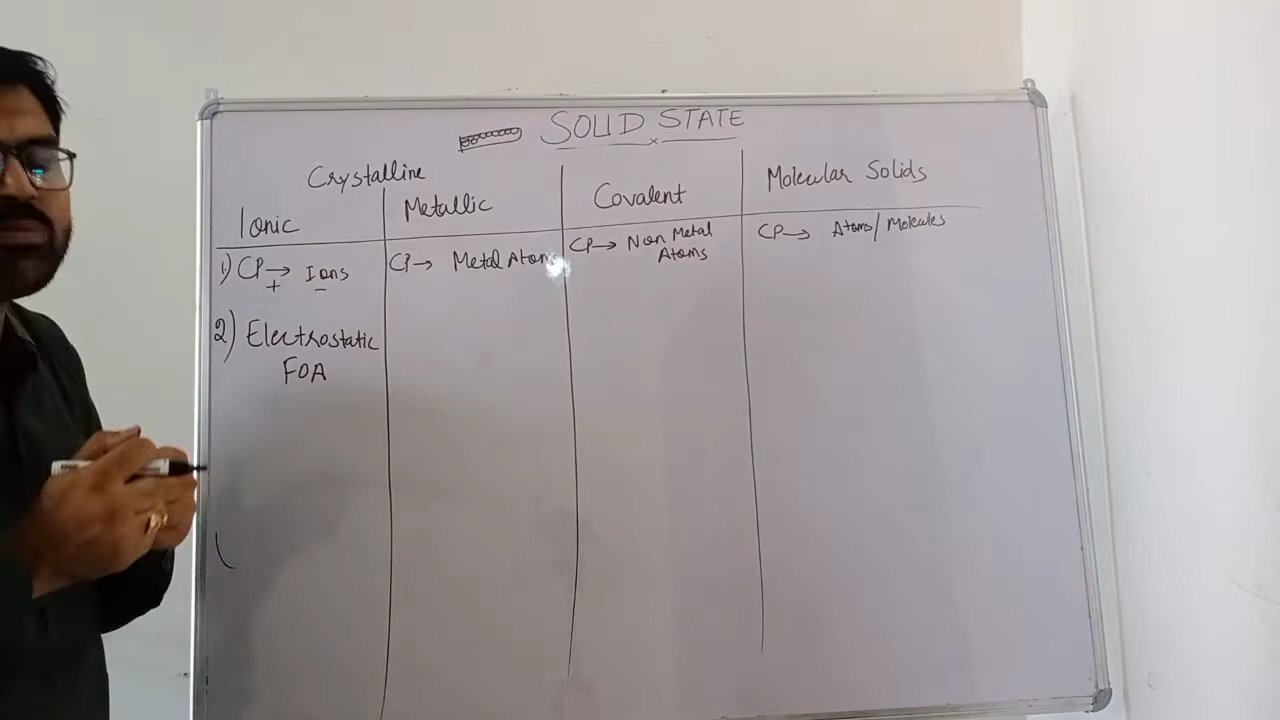 SOLID STATE
Crystalline
Ionic
Metallic
Covalent
Molecular Solids
1) CP → Ions
+ −
CP → Metal Atoms
CP → Non Metal
Atoms
CP → Atoms/Molecules
2) Electrostatic
FOA